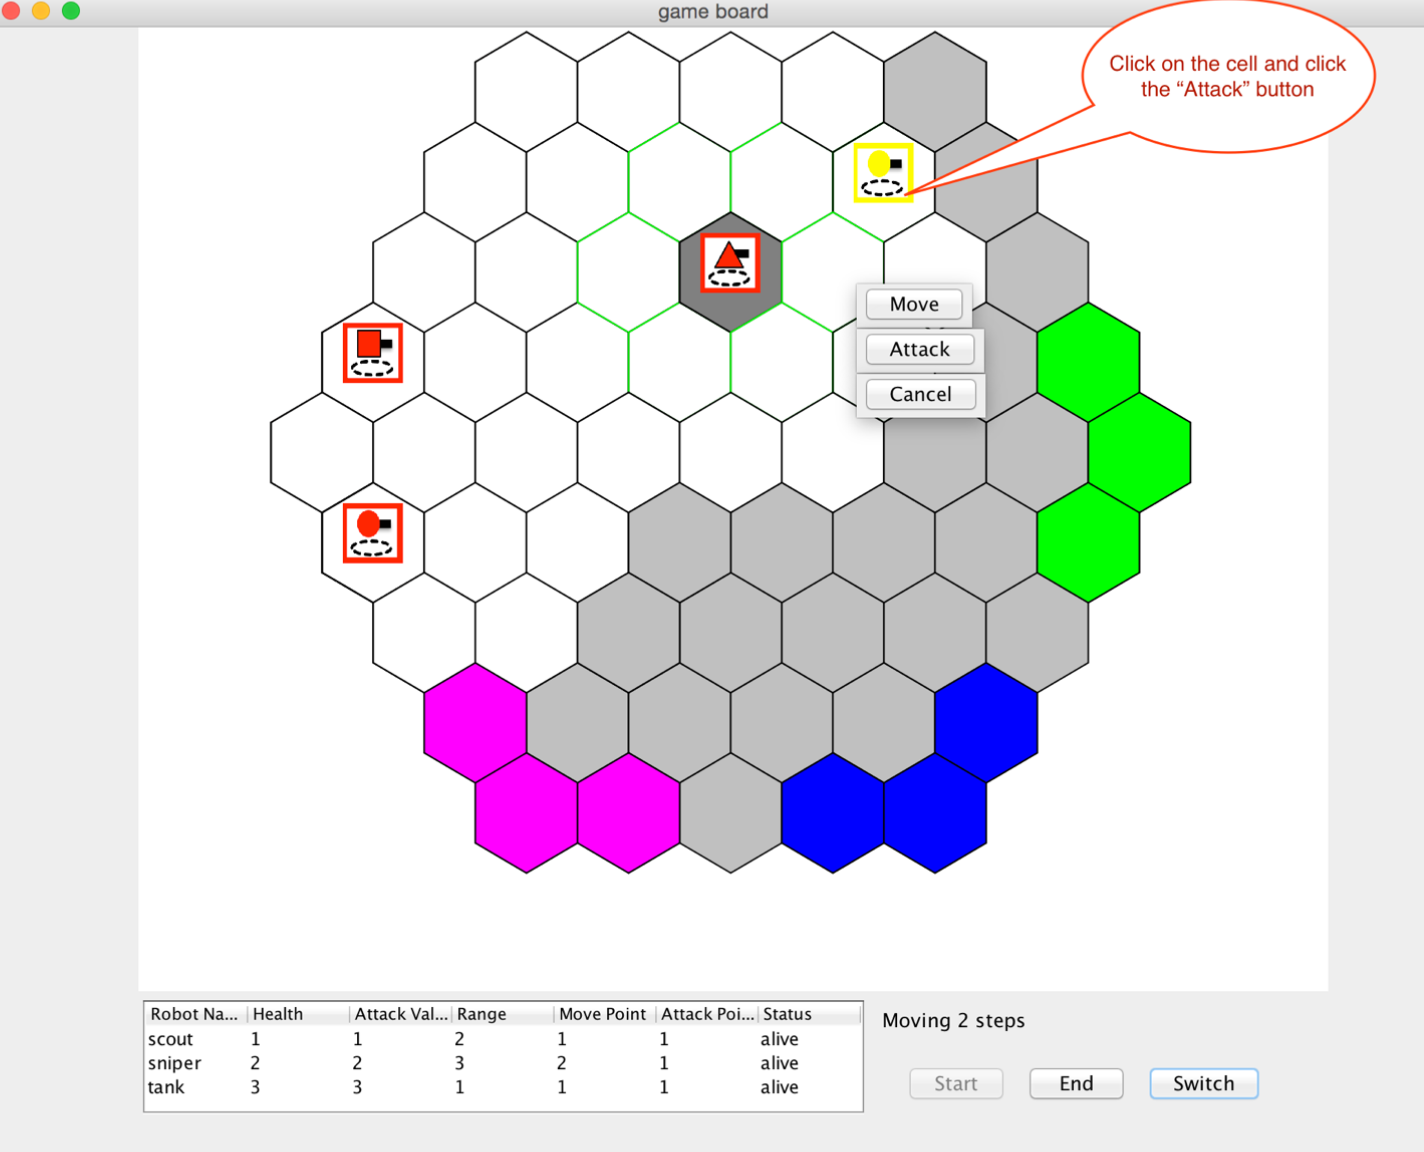 game board
Click on the cell and click
the “Attack” button
Move
Attack
Cancel
Robot Na... Health Attack Val... Range Move Point Attack Poi... Status
scout 1 1 2 1 1 alive
sniper 2 2 3 2 1 alive
tank 3 3 1 1 1 alive
Moving 2 steps
Start End Switch